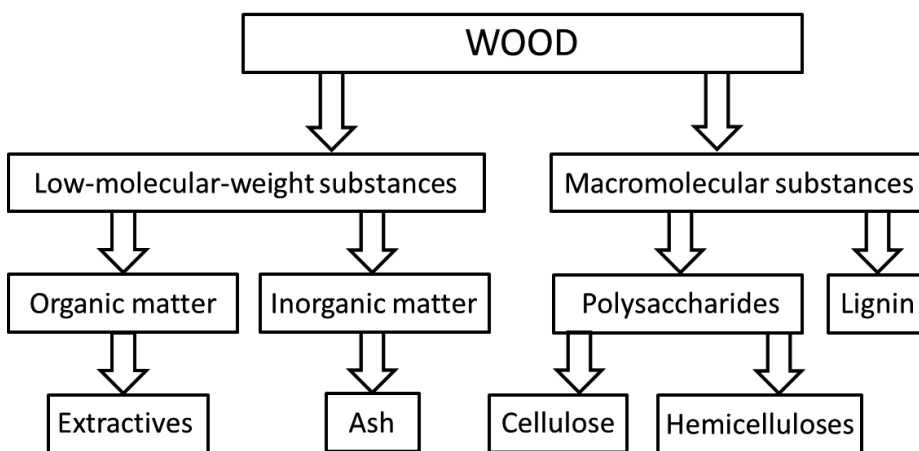 WOOD
Low-molecular-weight substances
Macromolecular substances
Organic matter
Inorganic matter
Polysaccharides
Lignin
Extractives
Ash
Cellulose
Hemicelluloses